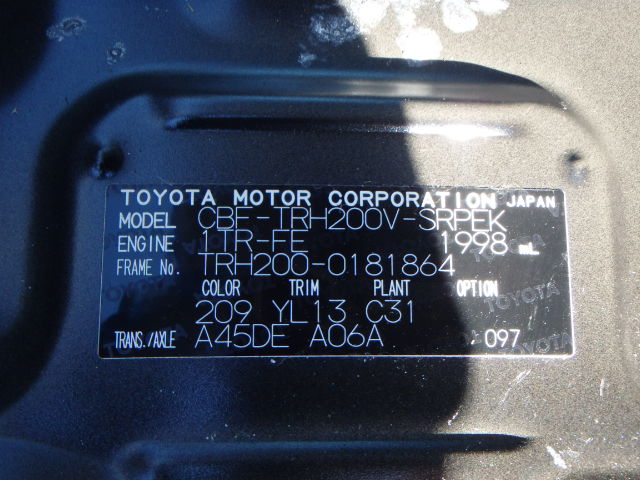 TOYOTA MOTOR CORPORATION JAPAN
MODEL CBF-TRH200V-SRPEK
ENGINE 1TR-FE 1998 mL
FRAME No. TRH200-0181864
COLOR TRIM PLANT OPTION
209 YL13 C31
TRANS./AXLE A45DE A06A 097